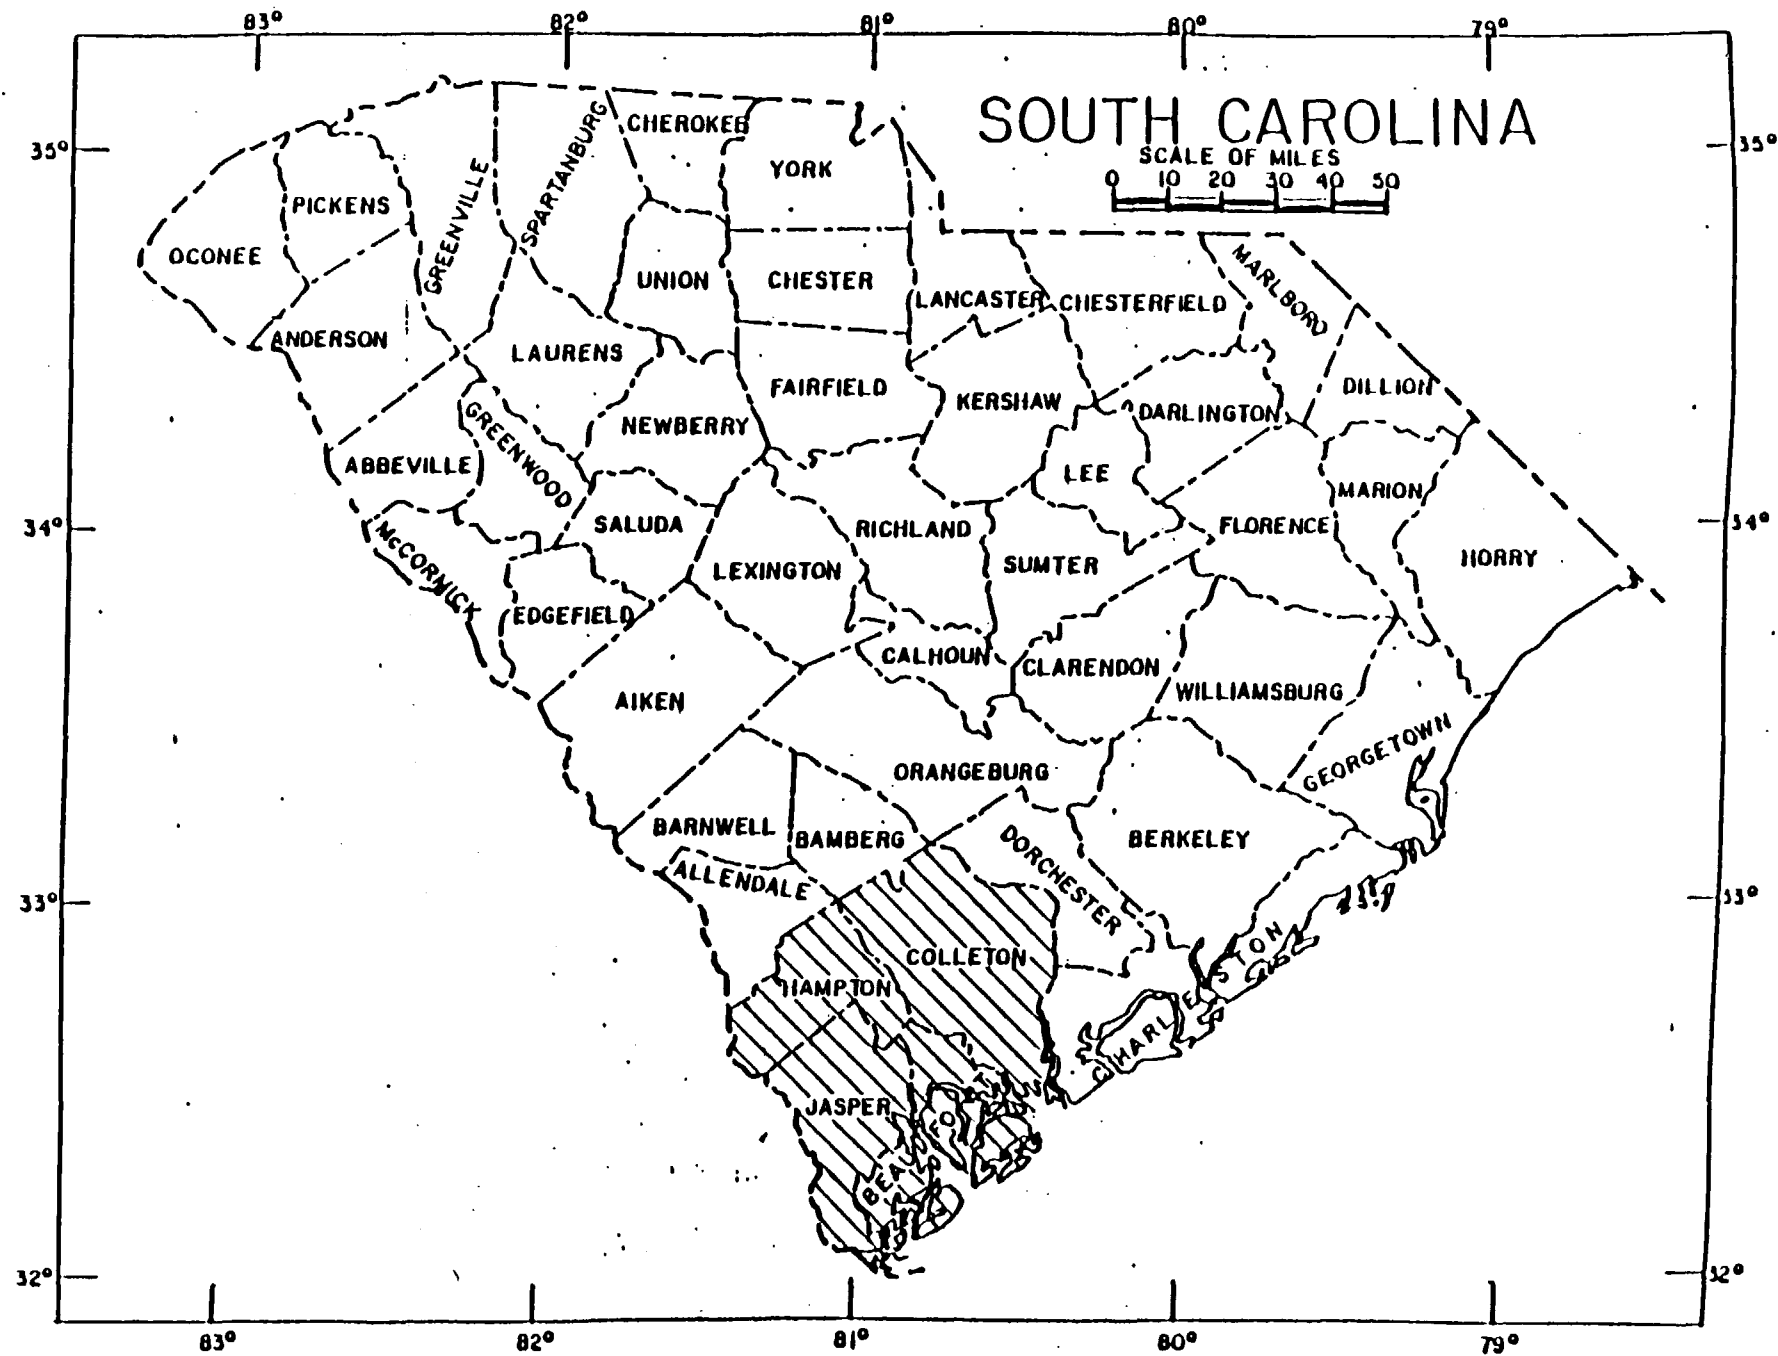 83° 82° 81° 80° 79°
SOUTH CAROLINA
SCALE OF MILES
0 10 20 30 40 50
35° 35°
CHEROKEE
YORK
SPARTANBURG
GREENVILLE
PICKENS
OCONEE
UNION
CHESTER
LANCASTER
CHESTERFIELD
MARLBORO
ANDERSON
LAURENS
FAIRFIELD
KERSHAW
DARLINGTON
DILLION
NEWBERRY
GREENWOOD
ABBEVILLE
LEE
MARION
SALUDA
RICHLAND
FLORENCE
34° 34°
McCORMICK
LEXINGTON
SUMTER
HORRY
EDGEFIELD
CALHOUN
CLARENDON
WILLIAMSBURG
AIKEN
GEORGETOWN
ORANGEBURG
BARNWELL
BAMBERG
DORCHESTER
BERKELEY
ALLENDALE
33° 33°
COLLETON
HAMPTON
CHARLESTON
JASPER
BEAUFORT
32° 32°
83° 82° 81° 80° 79°